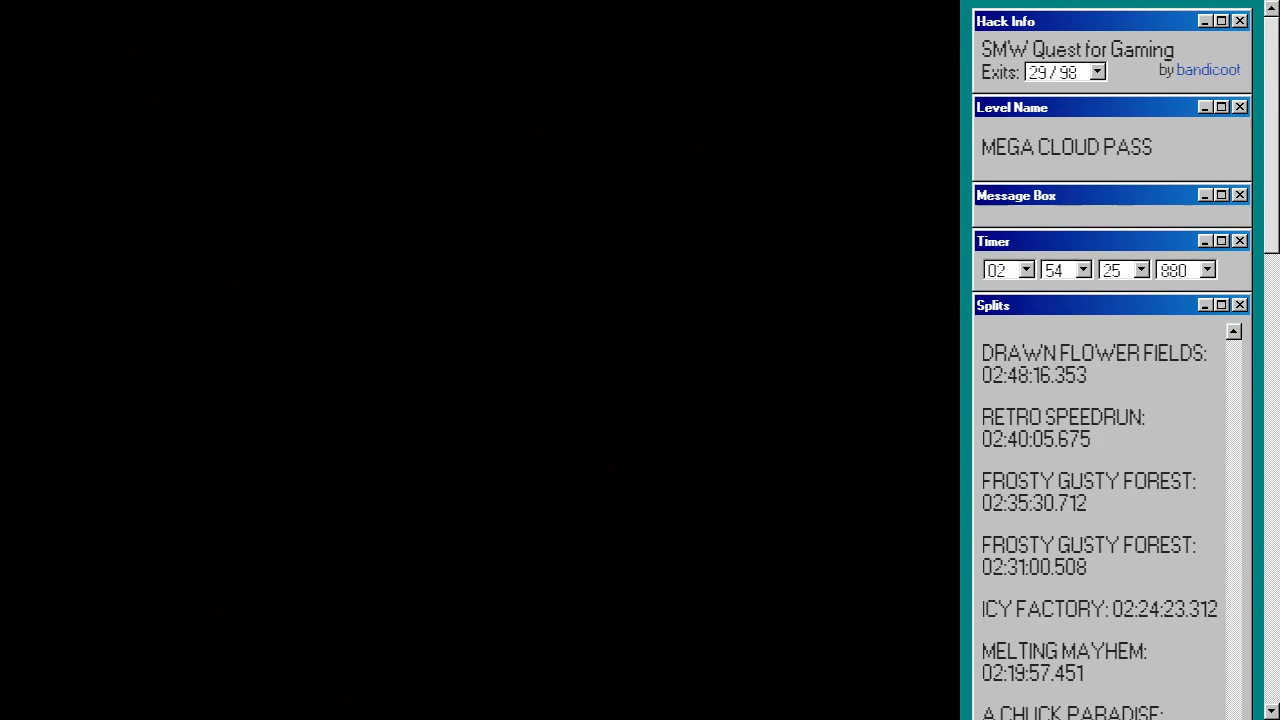 Hack Info
SMW Quest for Gaming
Exits: 29 / 98
by bandicoot
Level Name
MEGA CLOUD PASS
Message Box
Timer
02 54 25 880
Splits
DRAWN FLOWER FIELDS:
02:48:16.353
RETRO SPEEDRUN:
02:40:05.675
FROSTY GUSTY FOREST:
02:35:30.712
FROSTY GUSTY FOREST:
02:31:00.508
ICY FACTORY: 02:24:23.312
MELTING MAYHEM:
02:19:57.451
A CHUCK PARADISE: